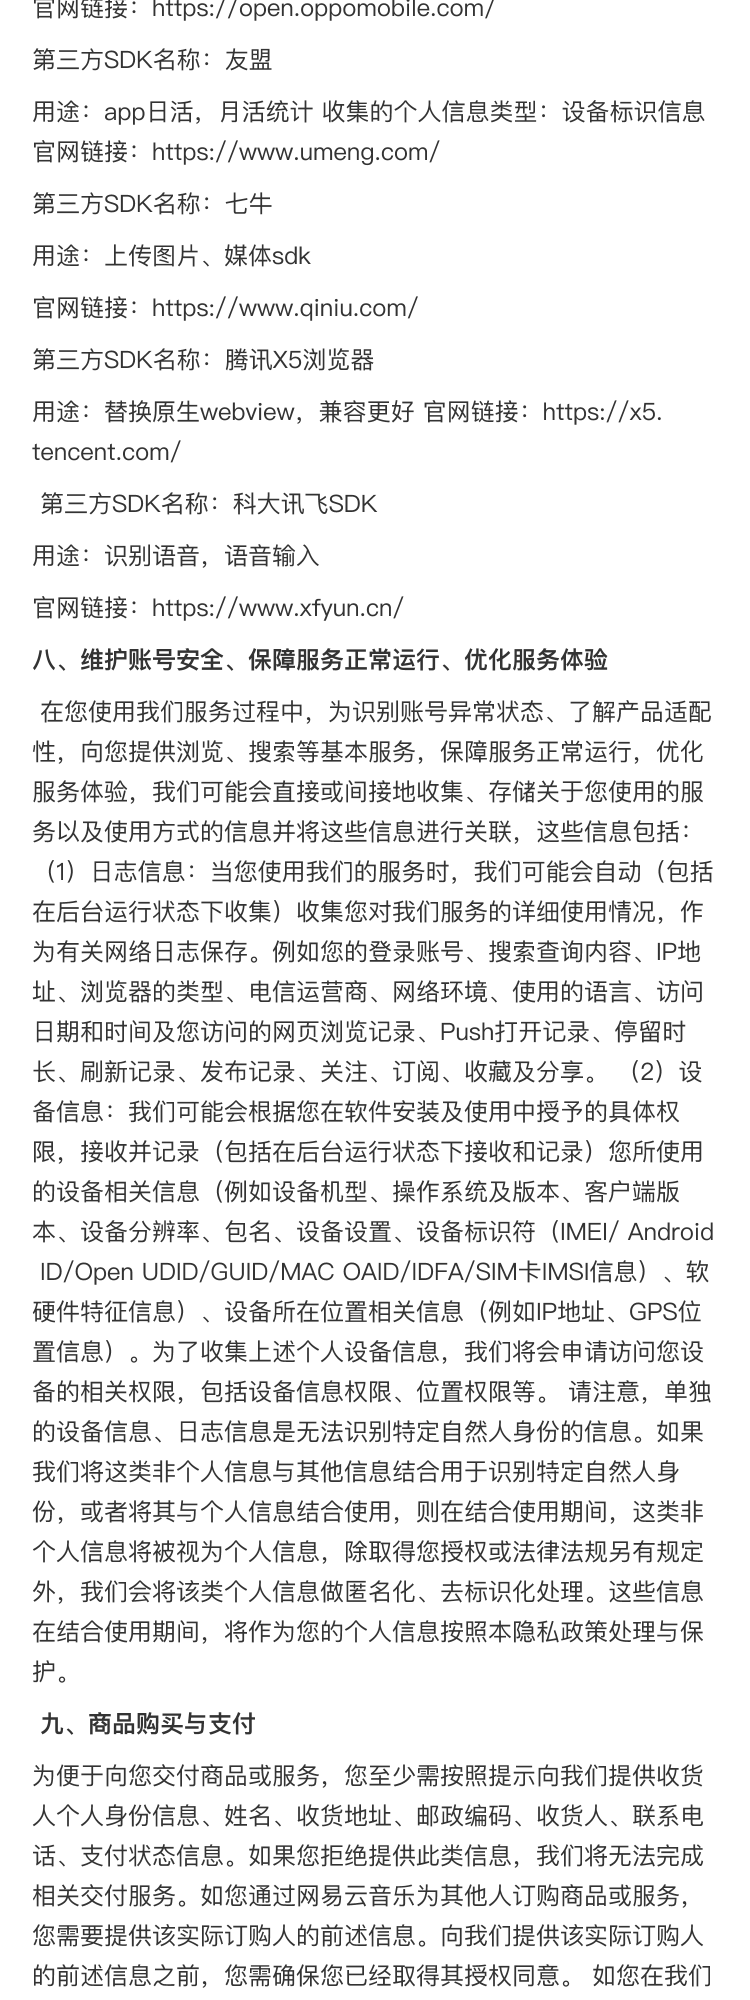 官网链接：https://open.oppomobile.com/
第三方SDK名称：友盟
用途：app日活，月活统计 收集的个人信息类型：设备标识信息
官网链接：https://www.umeng.com/
第三方SDK名称：七牛
用途：上传图片、媒体sdk
官网链接：https://www.qiniu.com/
第三方SDK名称：腾讯X5浏览器
用途：替换原生webview，兼容更好 官网链接：https://x5.
tencent.com/
第三方SDK名称：科大讯飞SDK
用途：识别语音，语音输入
官网链接：https://www.xfyun.cn/
八、维护账号安全、保障服务正常运行、优化服务体验
在您使用我们服务过程中，为识别账号异常状态、了解产品适配
性，向您提供浏览、搜索等基本服务，保障服务正常运行，优化
服务体验，我们可能会直接或间接地收集、存储关于您使用的服
务以及使用方式的信息并将这些信息进行关联，这些信息包括：
（1）日志信息：当您使用我们的服务时，我们可能会自动（包括
在后台运行状态下收集）收集您对我们服务的详细使用情况，作
为有关网络日志保存。例如您的登录账号、搜索查询内容、IP地
址、浏览器的类型、电信运营商、网络环境、使用的语言、访问
日期和时间及您访问的网页浏览记录、Push打开记录、停留时
长、刷新记录、发布记录、关注、订阅、收藏及分享。 （2）设
备信息：我们可能会根据您在软件安装及使用中授予的具体权
限，接收并记录（包括在后台运行状态下接收和记录）您所使用
的设备相关信息（例如设备机型、操作系统及版本、客户端版
本、设备分辨率、包名、设备设置、设备标识符（IMEI/ Android
ID/Open UDID/GUID/MAC OAID/IDFA/SIM卡IMSI信息）、软
硬件特征信息）、设备所在位置相关信息（例如IP地址、GPS位
置信息）。为了收集上述个人设备信息，我们将会申请访问您设
备的相关权限，包括设备信息权限、位置权限等。 请注意，单独
的设备信息、日志信息是无法识别特定自然人身份的信息。如果
我们将这类非个人信息与其他信息结合用于识别特定自然人身
份，或者将其与个人信息结合使用，则在结合使用期间，这类非
个人信息将被视为个人信息，除取得您授权或法律法规另有规定
外，我们会将该类个人信息做匿名化、去标识化处理。这些信息
在结合使用期间，将作为您的个人信息按照本隐私政策处理与保
护。
九、商品购买与支付
为便于向您交付商品或服务，您至少需按照提示向我们提供收货
人个人身份信息、姓名、收货地址、邮政编码、收货人、联系电
话、支付状态信息。如果您拒绝提供此类信息，我们将无法完成
相关交付服务。如您通过网易云音乐为其他人订购商品或服务，
您需要提供该实际订购人的前述信息。向我们提供该实际订购人
的前述信息之前，您需确保您已经取得其授权同意。 如您在我们